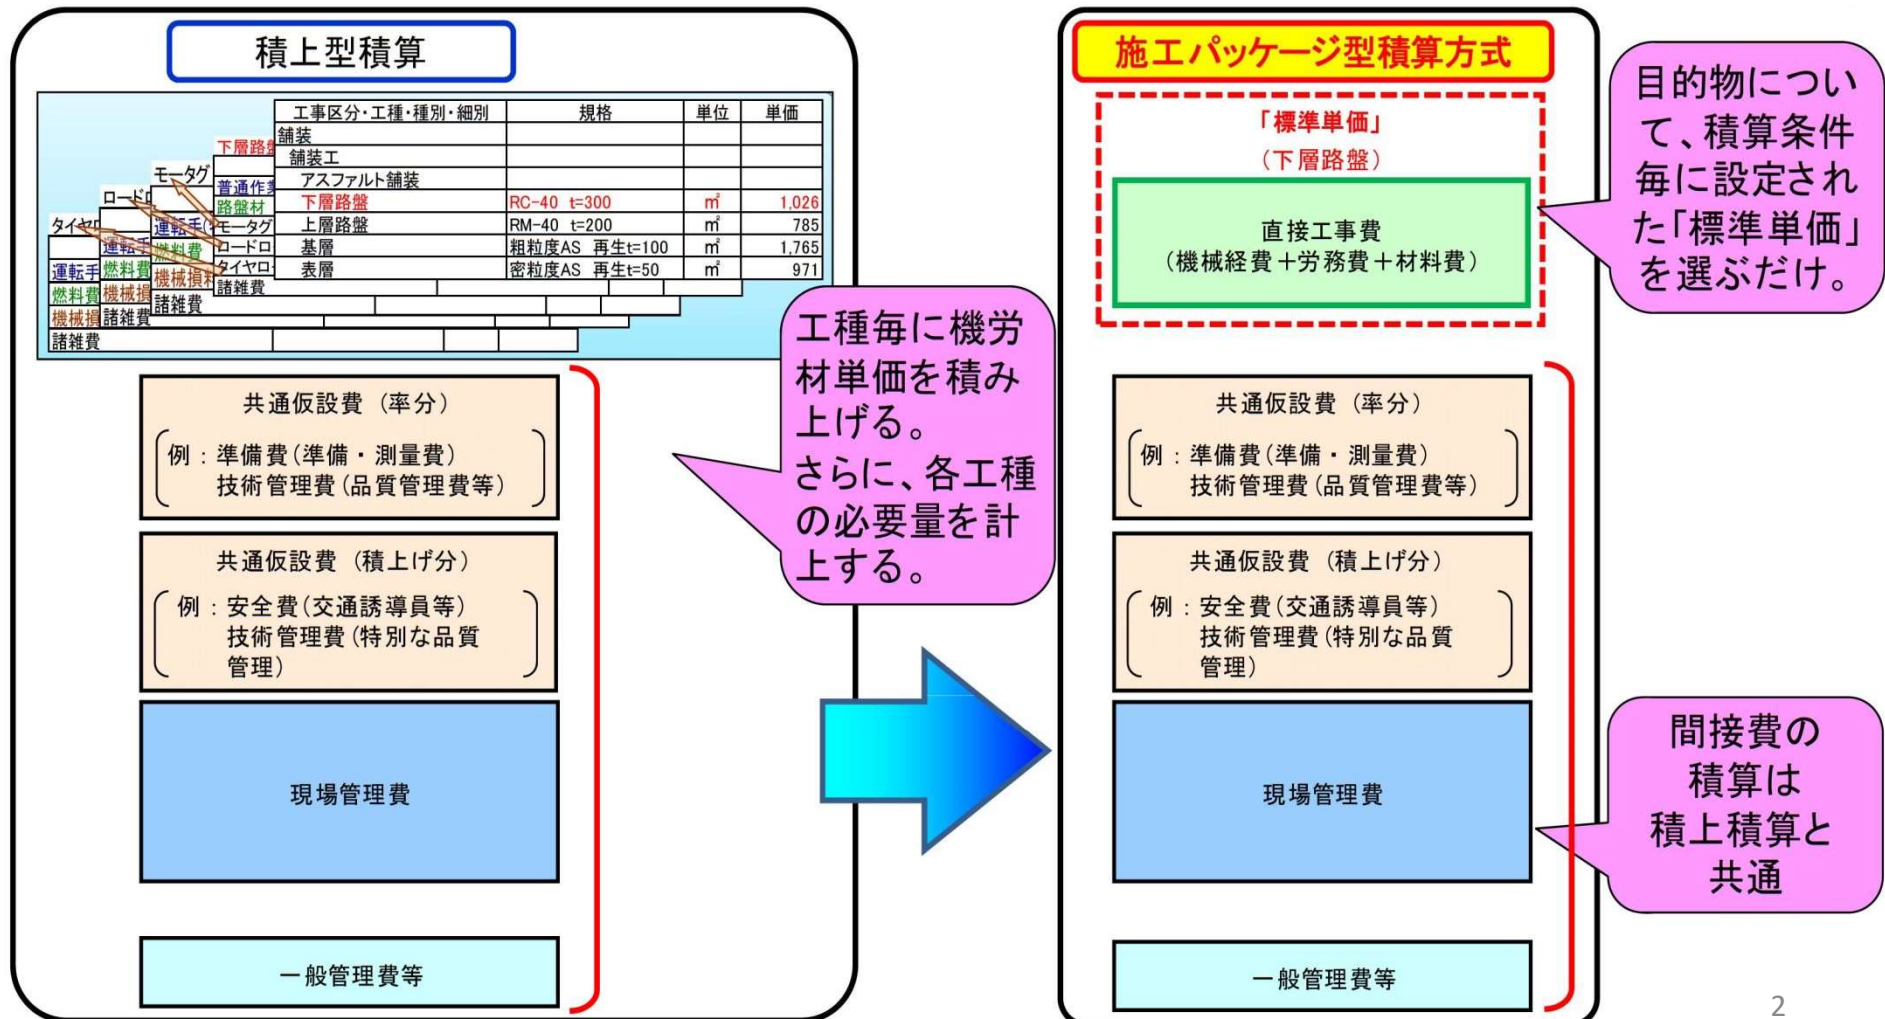 積上型積算
工事区分・工種・種別・細別 規格 単位 単価
舗装
舗装工
アスファルト舗装
下層路盤 RC-40 t=300 ㎡ 1,026
上層路盤 RM-40 t=200 ㎡ 785
基層 粗粒度AS 再生t=100 ㎡ 1,765
表層 密粒度AS 再生t=50 ㎡ 971
下層路盤
普通作業
路盤材
モータグ
ロードロ
タイヤロー
諸雑費
モータグ
運転手(
燃料費
機械損料
諸雑費
ロードロ
運転手
燃料費
機械損
諸雑費
タイヤロ
運転手
燃料費
機械損
諸雑費
工種毎に機労
材単価を積み
上げる。
さらに、各工種
の必要量を計
上する。
共通仮設費（率分）
例：準備費(準備・測量費)
技術管理費(品質管理費等)
共通仮設費（積上げ分）
例：安全費(交通誘導員等)
技術管理費(特別な品質
管理)
現場管理費
一般管理費等
施工パッケージ型積算方式
「標準単価」
（下層路盤）
直接工事費
（機械経費＋労務費＋材料費）
目的物につい
て、積算条件
毎に設定され
た「標準単価」
を選ぶだけ。
共通仮設費（率分）
例：準備費(準備・測量費)
技術管理費(品質管理費等)
共通仮設費（積上げ分）
例：安全費(交通誘導員等)
技術管理費(特別な品質
管理)
現場管理費
間接費の
積算は
積上積算と
共通
一般管理費等
2